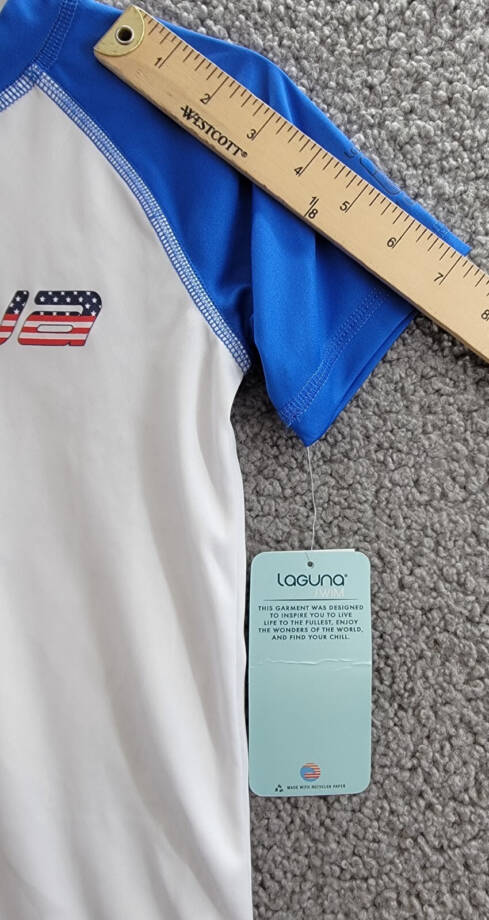 1
2
WESTCOTT®
3
4
1/8
5
6
7
8
ua
Laguna®
SWIM
THIS GARMENT WAS DESIGNED
TO INSPIRE YOU TO LIVE
LIFE TO THE FULLEST, ENJOY
THE WONDERS OF THE WORLD,
AND FIND YOUR CHILL.
MADE WITH RECYCLED PAPER